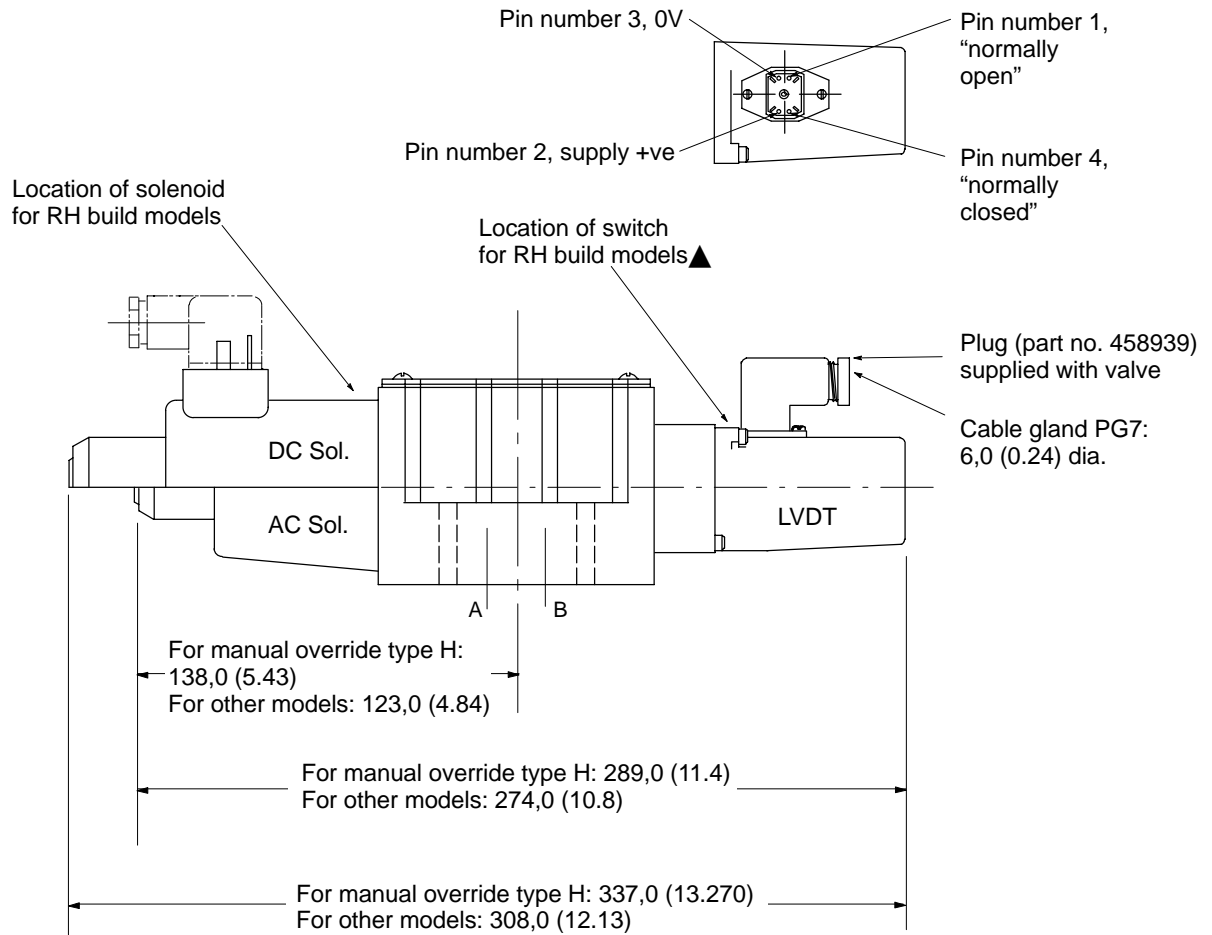 Pin number 3, 0V
Pin number 1,
“normally
open”
Pin number 2, supply +ve
Pin number 4,
“normally
closed”
Location of solenoid
for RH build models
Location of switch
for RH build models▲
Plug (part no. 458939)
supplied with valve
Cable gland PG7:
6,0 (0.24) dia.
DC Sol.
AC Sol.
LVDT
A
B
For manual override type H:
138,0 (5.43)
For other models: 123,0 (4.84)
For manual override type H: 289,0 (11.4)
For other models: 274,0 (10.8)
For manual override type H: 337,0 (13.270)
For other models: 308,0 (12.13)